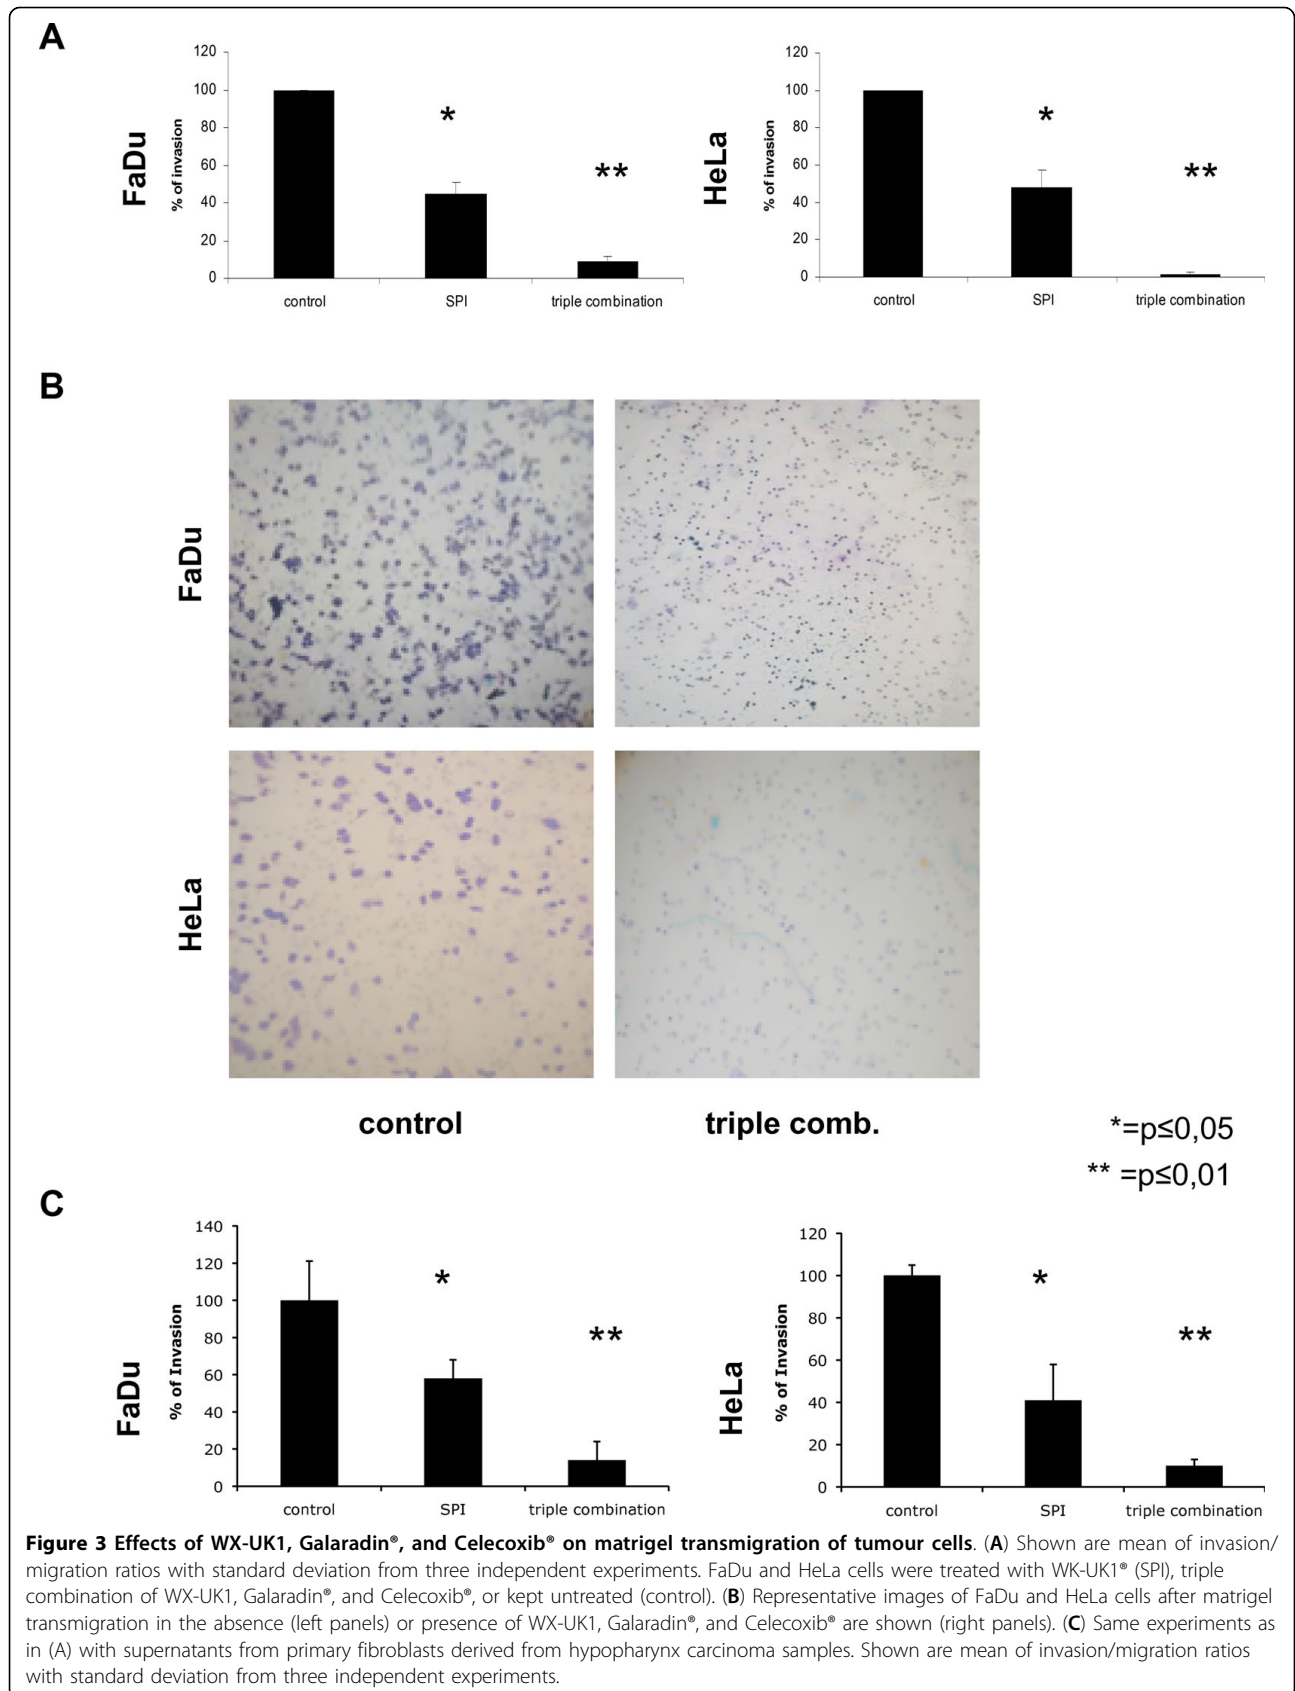 A
FaDu
% of invasion
120
100
80
60
40
20
0
*
**
control SPI triple combination
HeLa
% of invasion
120
100
80
60
40
20
0
*
**
control SPI triple combination
B
FaDu
HeLa
control triple comb.
*=p≤0,05
** =p≤0,01
C
FaDu
% of Invasion
140
120
100
80
60
40
20
0
*
**
control SPI triple combination
HeLa
% of Invasion
120
100
80
60
40
20
0
*
**
control SPI triple combination
Figure 3 Effects of WX-UK1, Galaradin®, and Celecoxib® on matrigel transmigration of tumour cells. (A) Shown are mean of invasion/
migration ratios with standard deviation from three independent experiments. FaDu and HeLa cells were treated with WK-UK1® (SPI), triple
combination of WX-UK1, Galaradin®, and Celecoxib®, or kept untreated (control). (B) Representative images of FaDu and HeLa cells after matrigel
transmigration in the absence (left panels) or presence of WX-UK1, Galaradin®, and Celecoxib® are shown (right panels). (C) Same experiments as
in (A) with supernatants from primary fibroblasts derived from hypopharynx carcinoma samples. Shown are mean of invasion/migration ratios
with standard deviation from three independent experiments.